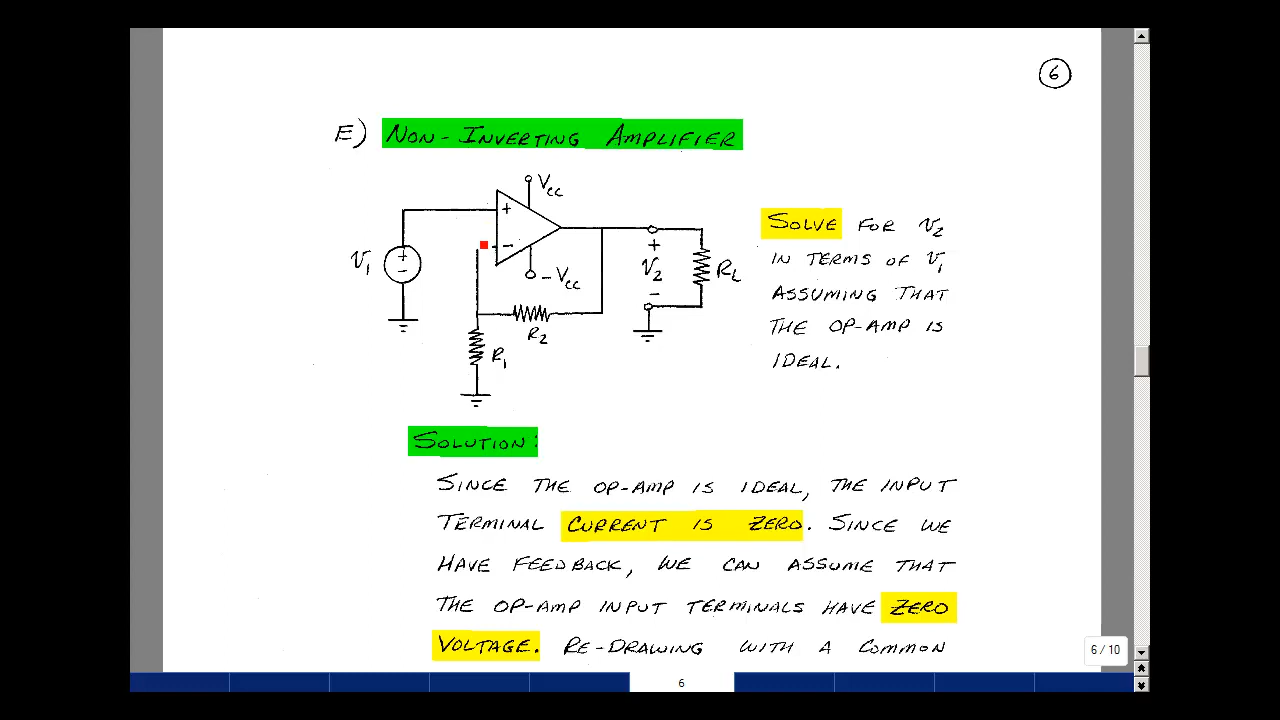 6
E) NON-INVERTING AMPLIFIER
VCC
+
-
-VCC
V1
+
-
+
V2
-
RL
R2
R1
SOLVE FOR V2
IN TERMS OF V1
ASSUMING THAT
THE OP-AMP IS
IDEAL.
SOLUTION:
SINCE THE OP-AMP IS IDEAL, THE INPUT
TERMINAL CURRENT IS ZERO. SINCE WE
HAVE FEEDBACK, WE CAN ASSUME THAT
THE OP-AMP INPUT TERMINALS HAVE ZERO
VOLTAGE. RE-DRAWING WITH A COMMON
6 / 10
6